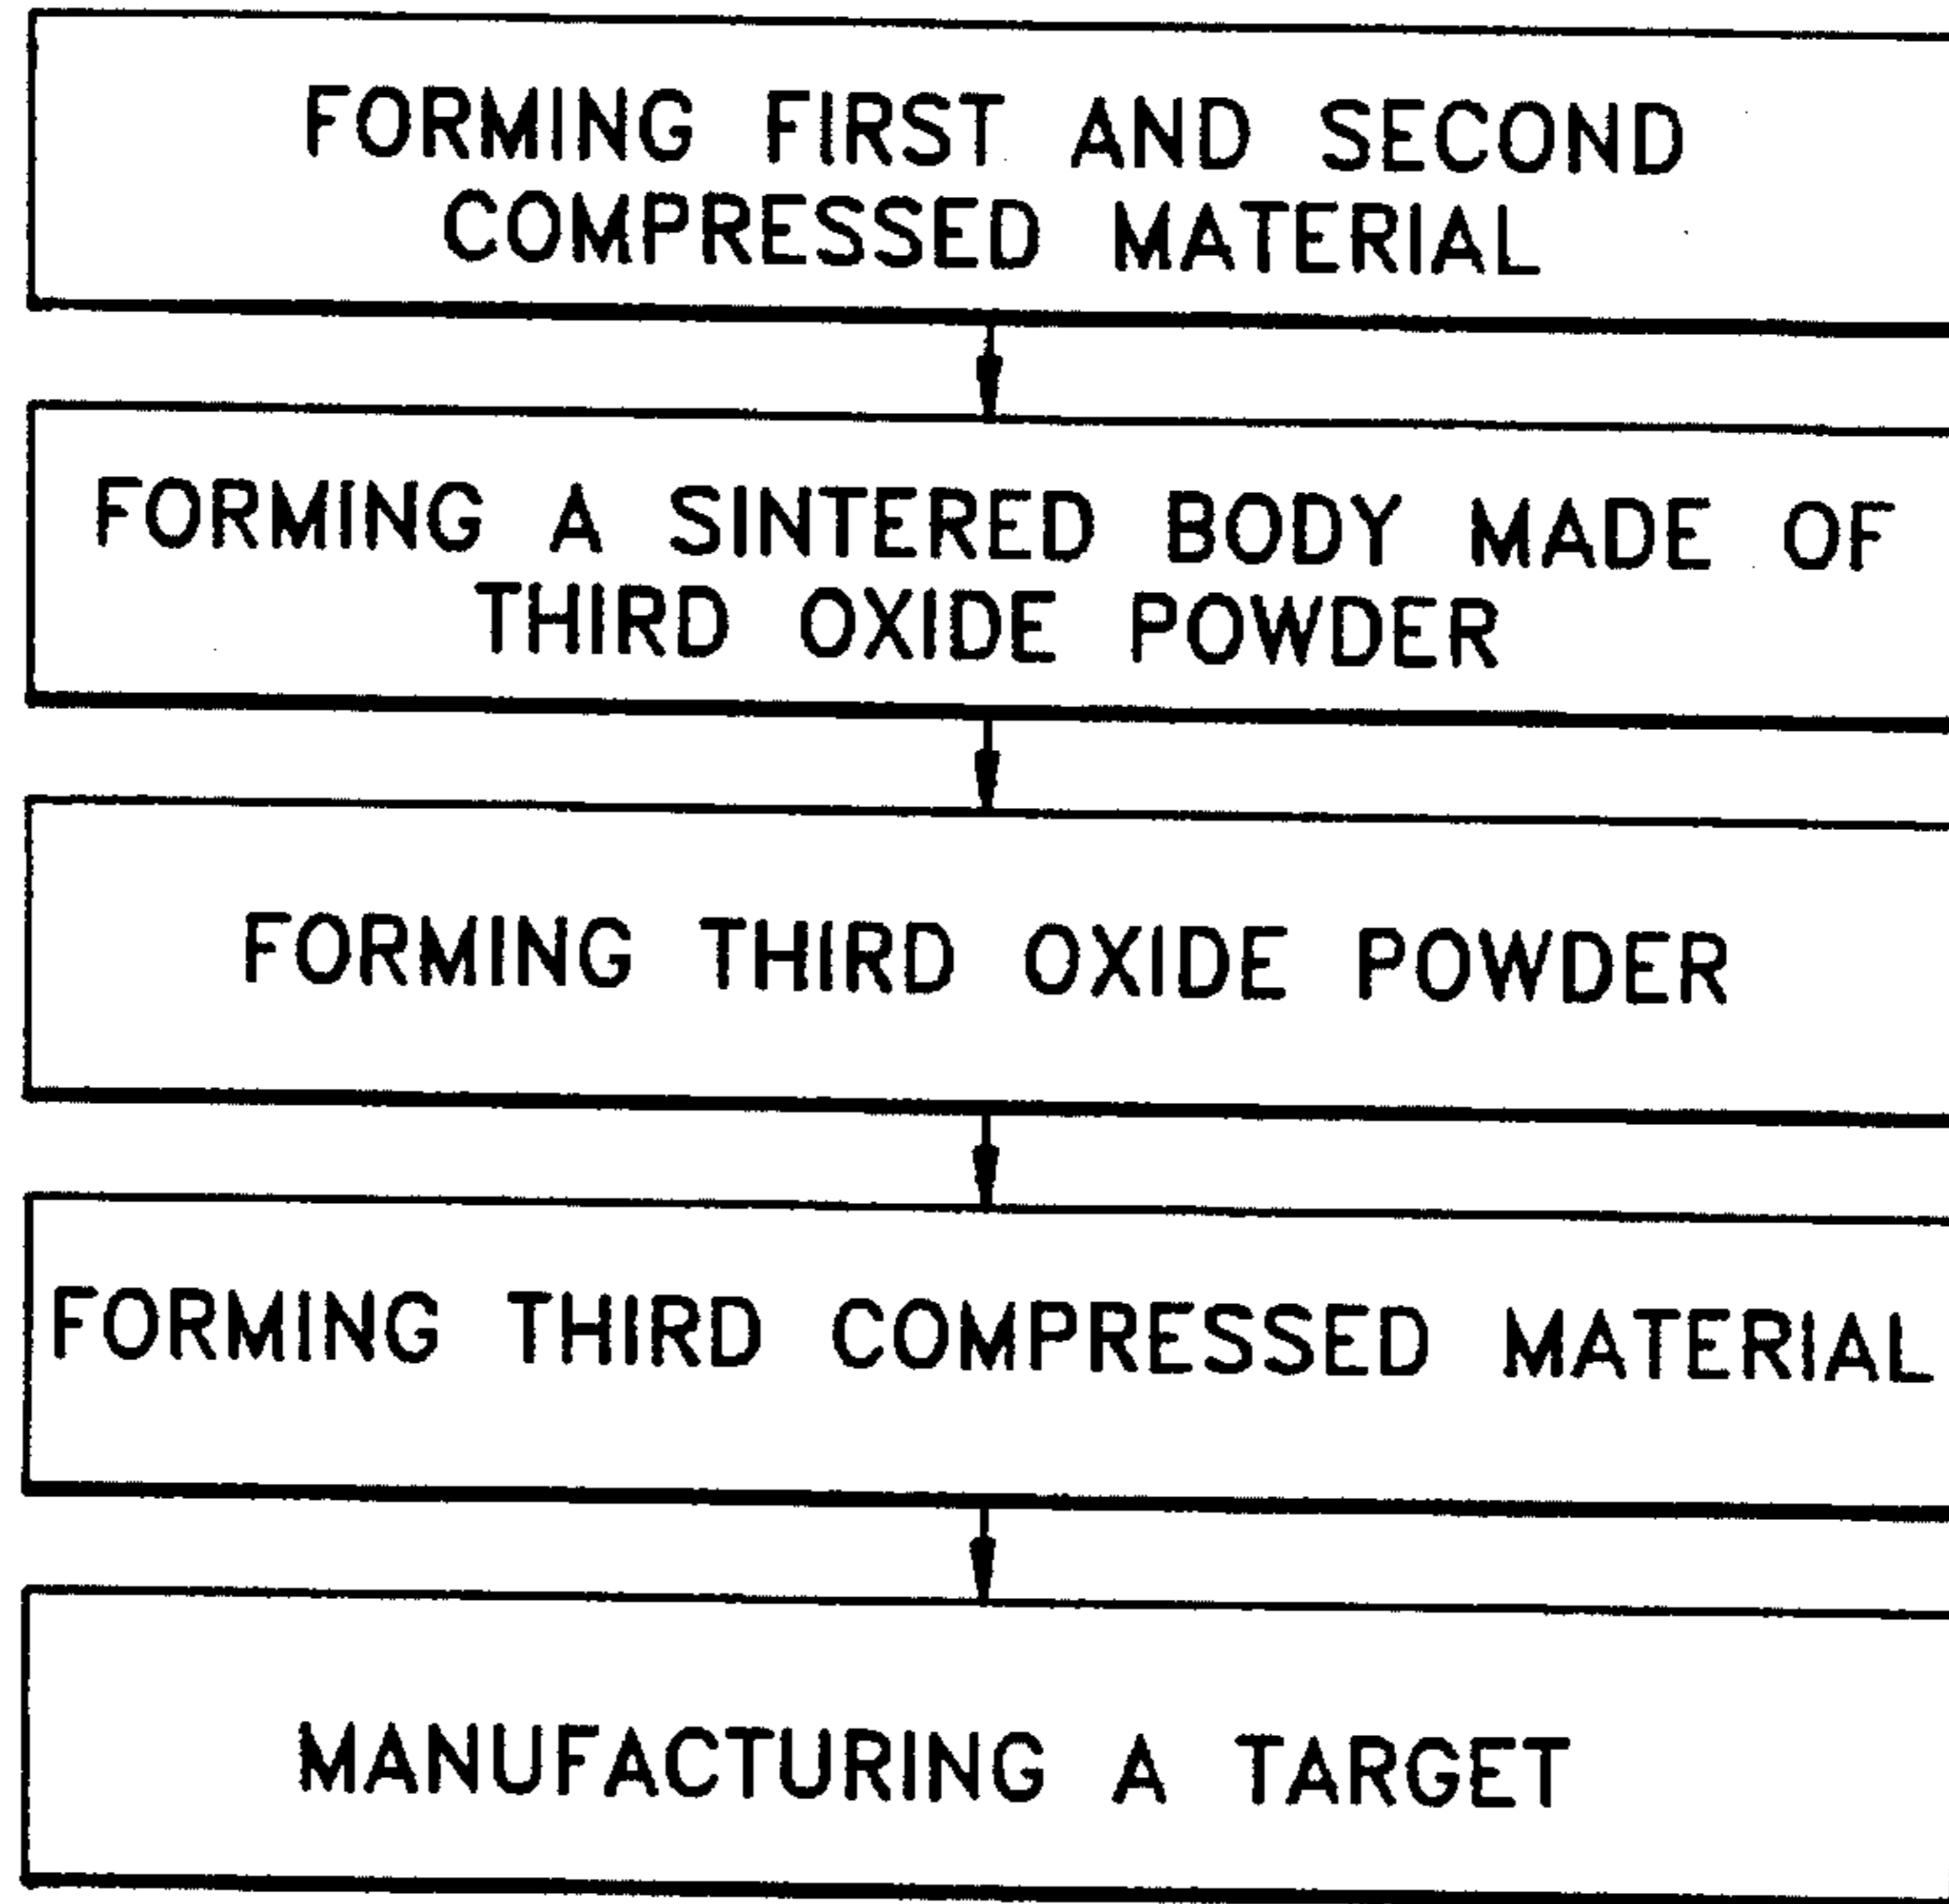 FORMING FIRST AND SECOND
COMPRESSED MATERIAL
FORMING A SINTERED BODY MADE OF
THIRD OXIDE POWDER
FORMING THIRD OXIDE POWDER
FORMING THIRD COMPRESSED MATERIAL
MANUFACTURING A TARGET